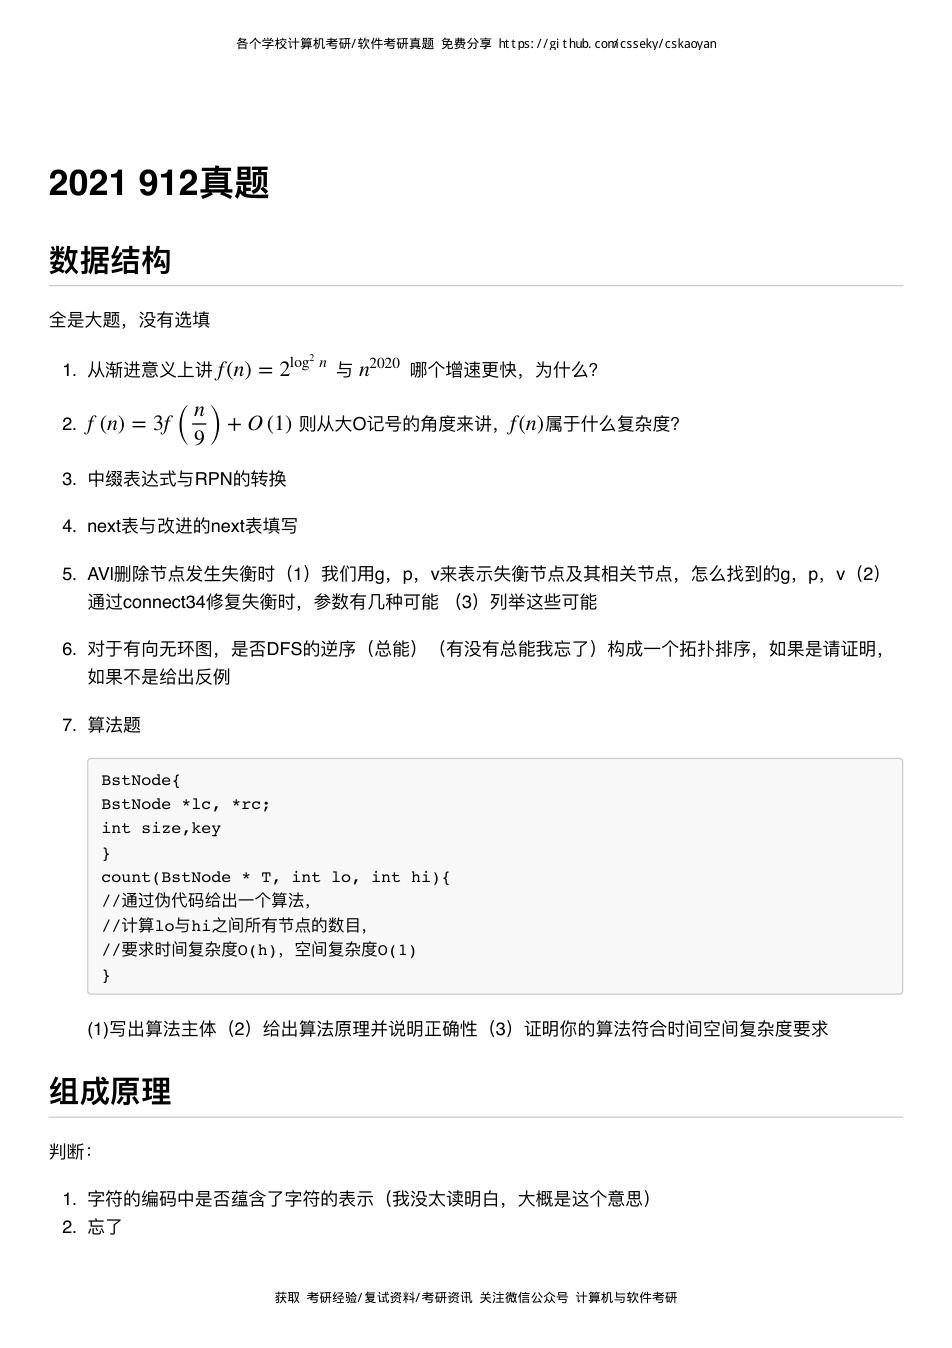 各个学校计算机考研/软件考研真题 免费分享 https://github.com/csseky/cskaoyan
2021 912真题
数据结构
全是大题，没有选填
1. 从渐进意义上讲 f(n) = 2^{log² n} 与 n^{2020} 哪个增速更快，为什么?
2. f (n) = 3f (n/9) + O (1) 则从大O记号的角度来讲，f(n)属于什么复杂度?
3. 中缀表达式与RPN的转换
4. next表与改进的next表填写
5. AVl删除节点发生失衡时（1）我们用g，p，v来表示失衡节点及其相关节点，怎么找到的g，p，v（2）
通过connect34修复失衡时，参数有几种可能 （3）列举这些可能
6. 对于有向无环图，是否DFS的逆序（总能）（有没有总能我忘了）构成一个拓扑排序，如果是请证明，
如果不是给出反例
7. 算法题
BstNode{
BstNode *lc, *rc;
int size,key
}
count(BstNode * T, int lo, int hi){
//通过伪代码给出一个算法，
//计算lo与hi之间所有节点的数目，
//要求时间复杂度O(h)，空间复杂度O(1)
}
(1)写出算法主体（2）给出算法原理并说明正确性（3）证明你的算法符合时间空间复杂度要求
组成原理
判断：
1. 字符的编码中是否蕴含了字符的表示（我没太读明白，大概是这个意思）
2. 忘了
获取 考研经验/复试资料/考研资讯 关注微信公众号 计算机与软件考研